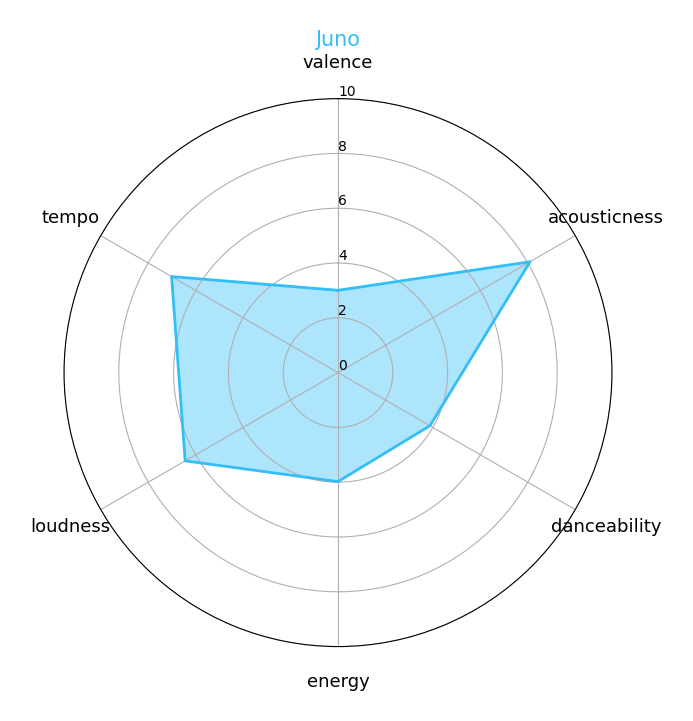 Juno
valence
10
8
tempo
acousticness
6
4
2
0
loudness
danceability
energy